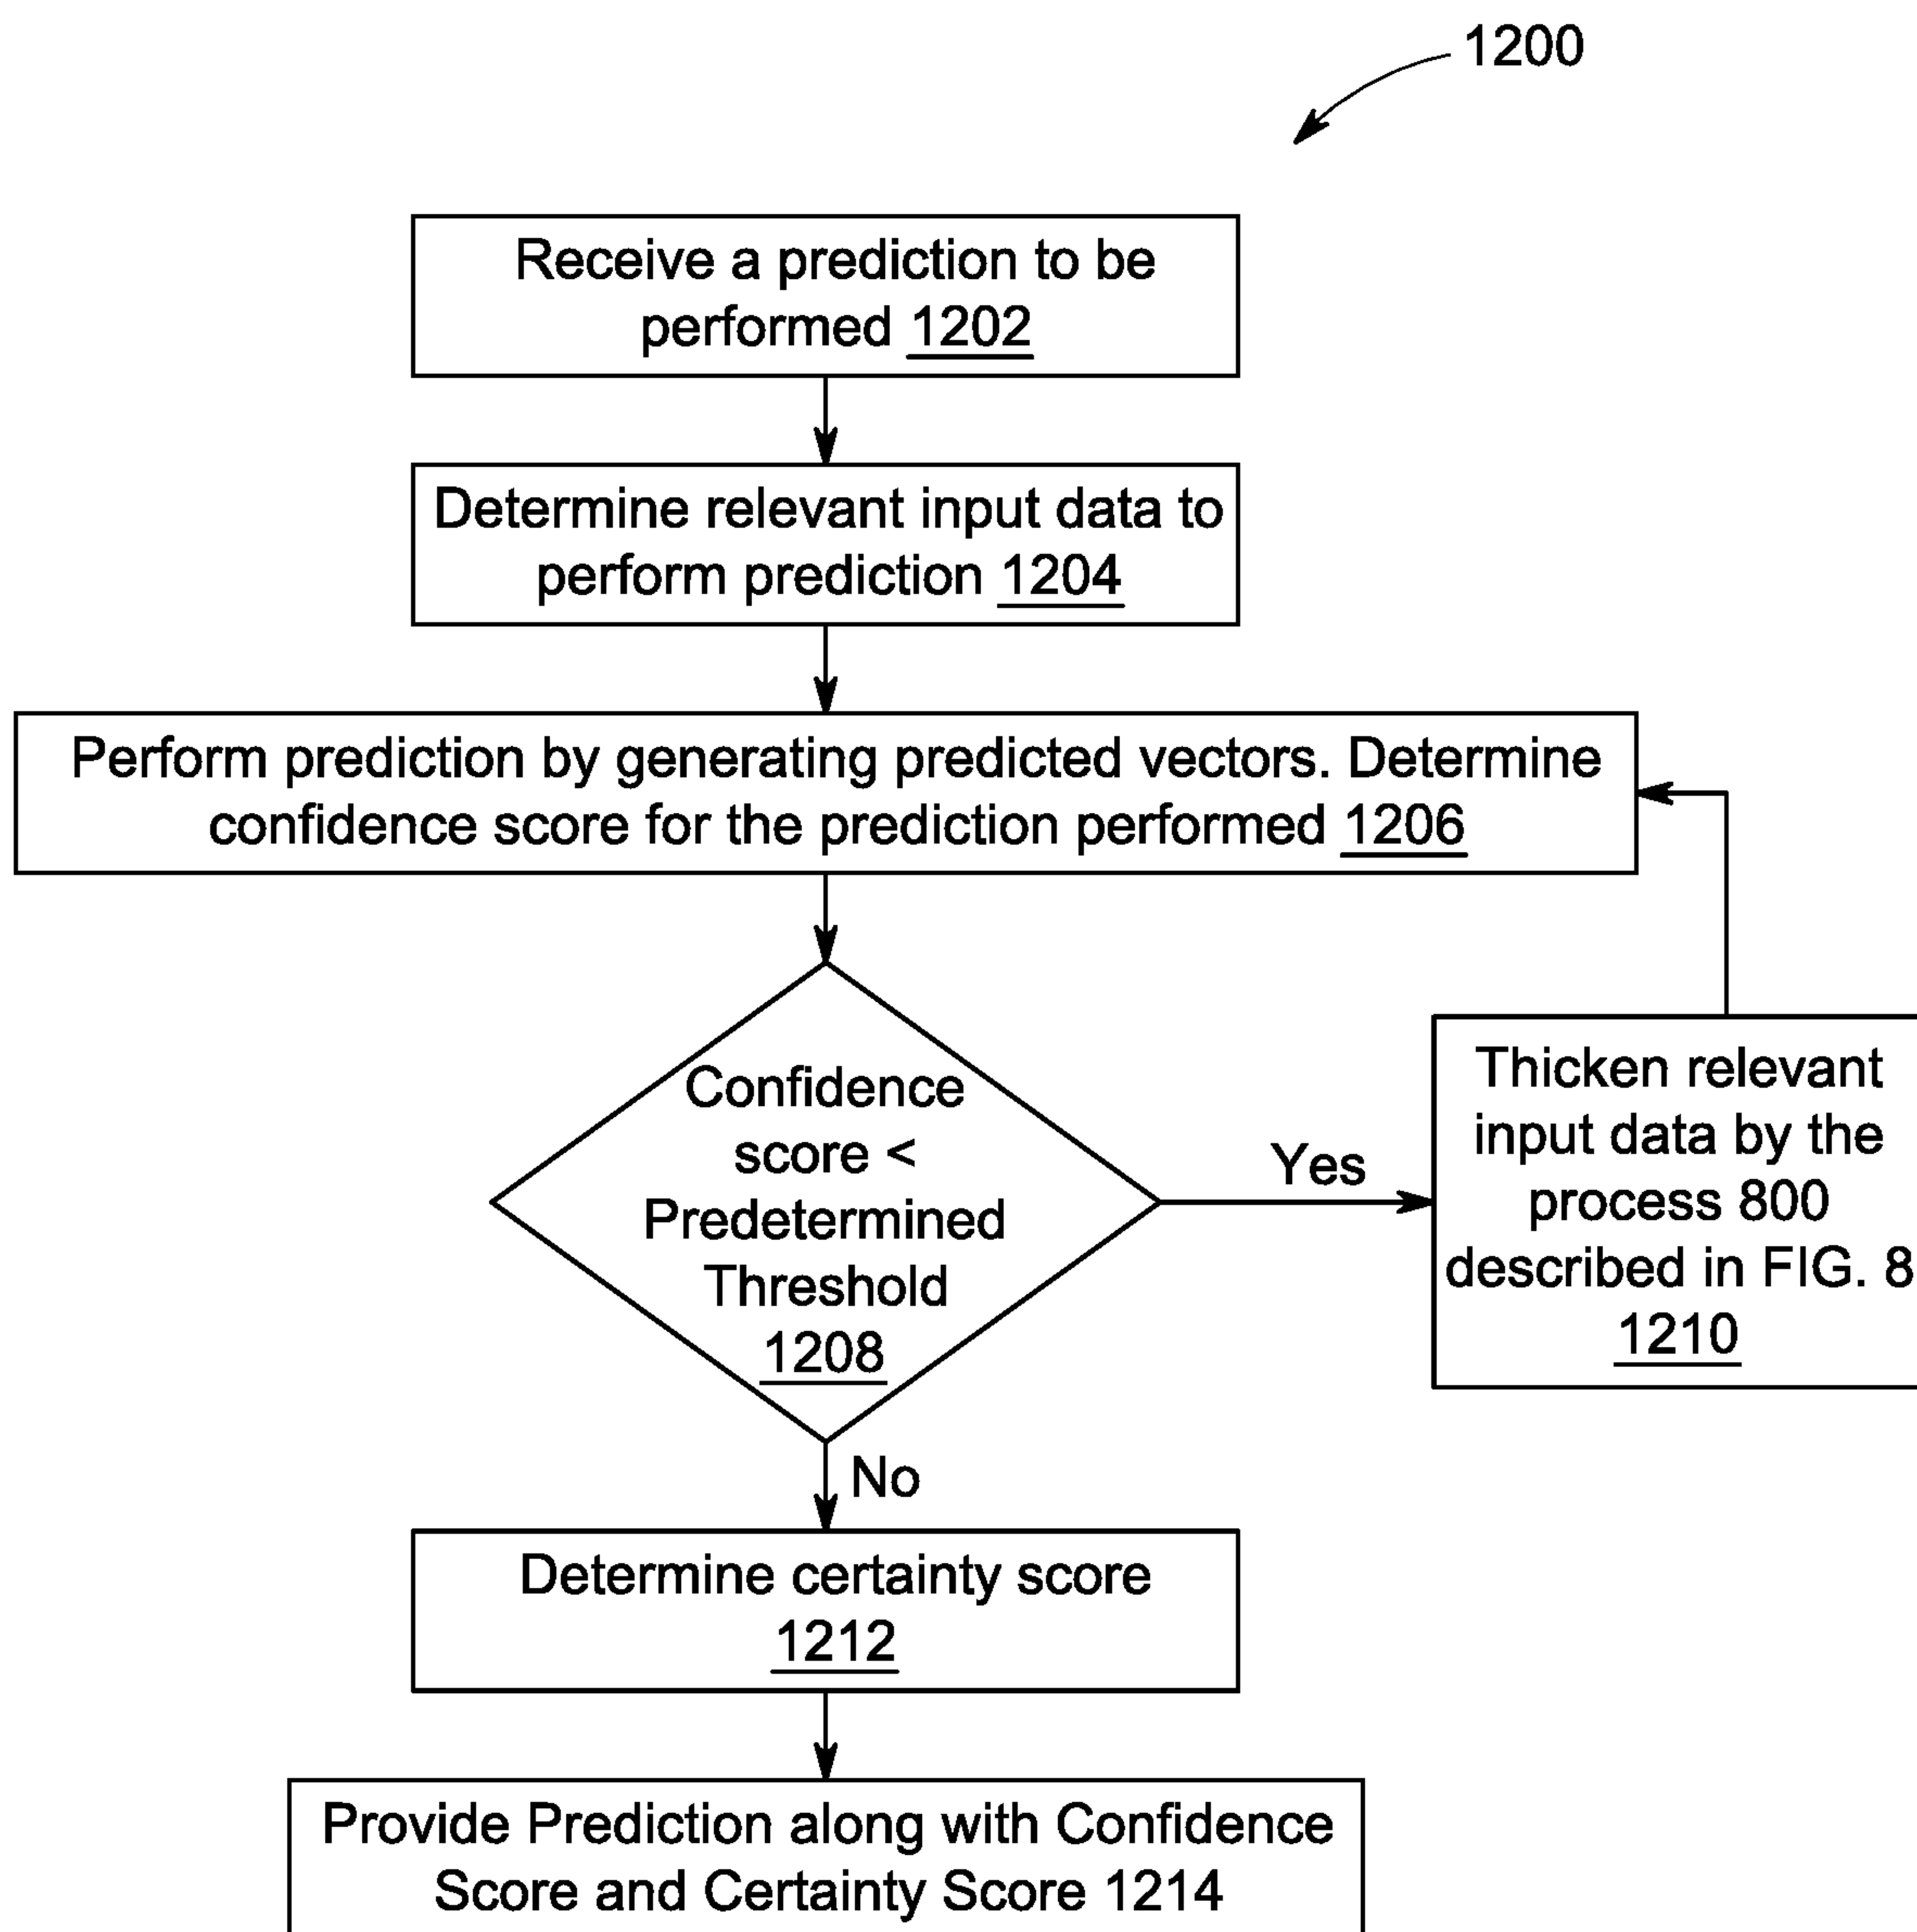 1200
Receive a prediction to be
performed 1202
Determine relevant input data to
perform prediction 1204
Perform prediction by generating predicted vectors. Determine
confidence score for the prediction performed 1206
Confidence
score <
Predetermined
Threshold
1208
Yes
Thicken relevant
input data by the
process 800
described in FIG. 8
1210
No
Determine certainty score
1212
Provide Prediction along with Confidence
Score and Certainty Score 1214